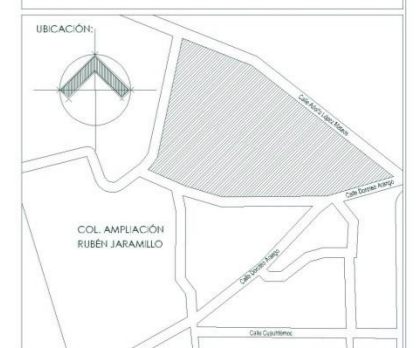 UBICACIÓN:
Calle Adolfo López Mateos
Calle Doroteo Arango
COL. AMPLIACIÓN
RUBÉN JARAMILLO
Calle Doroteo Arango
Calle Cuauhtémoc